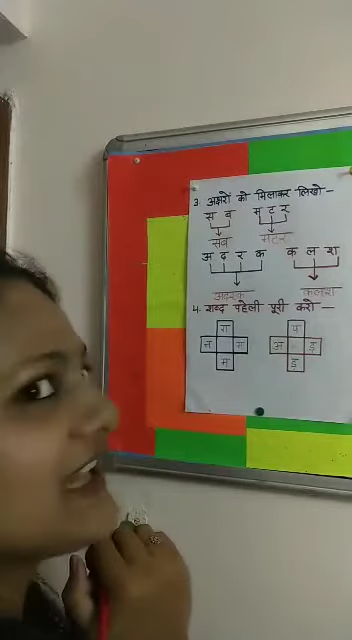 3. अक्षरों को मिलाकर लिखो -
स ब म ट र
सब मटर
अ द र क क ल श
अदरक कलश
4. शब्द पहेली पूरी करो -